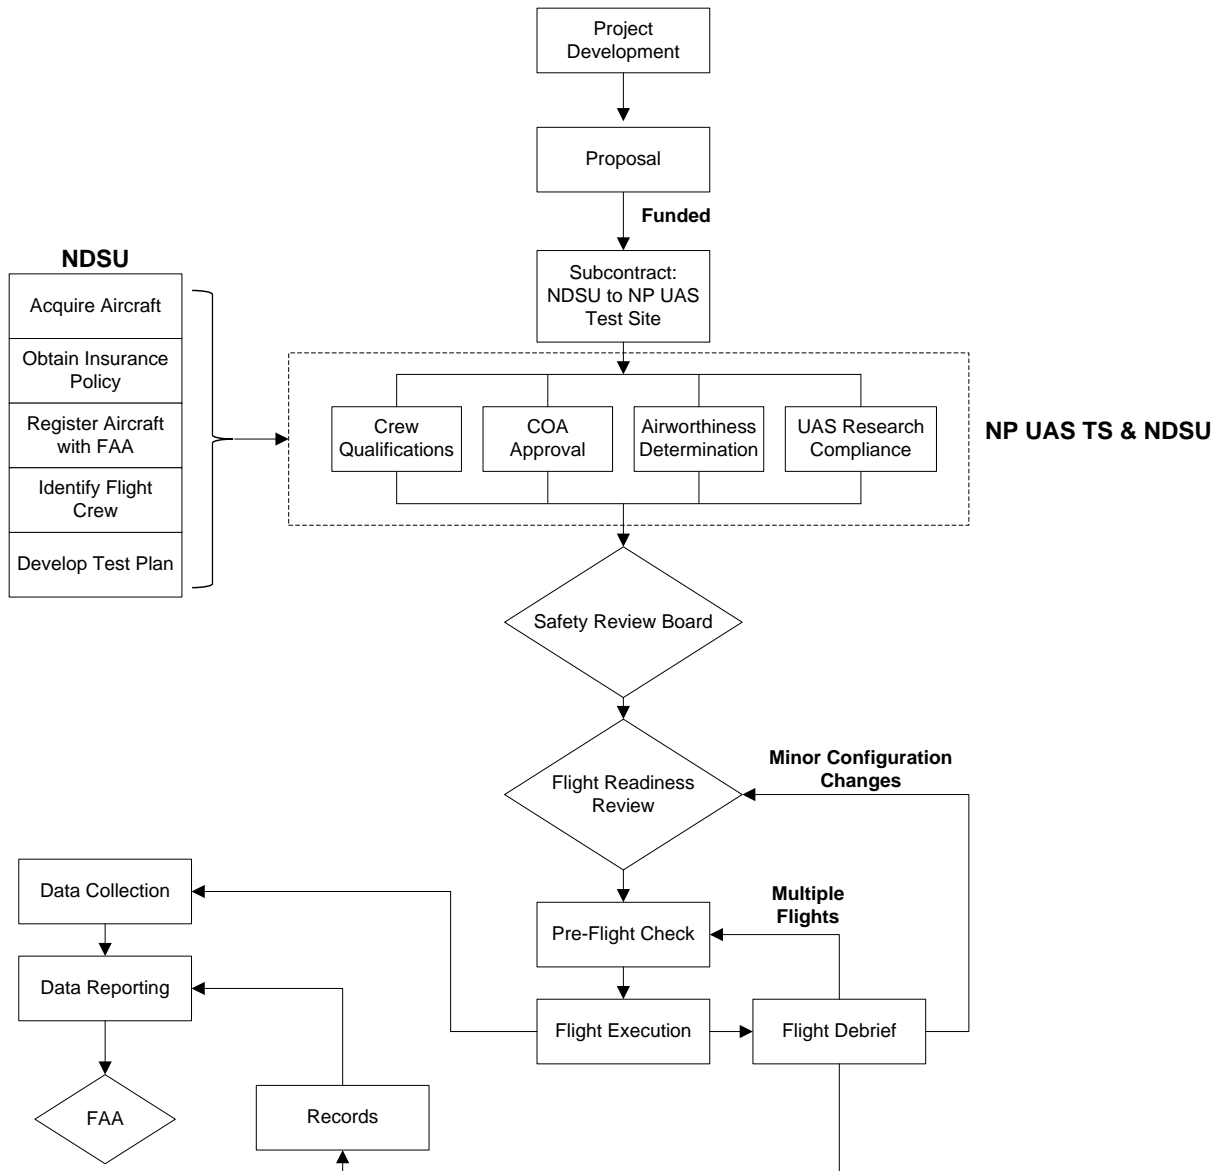 Project
Development
Proposal
Funded
Subcontract:
NDSU to NP UAS
Test Site
NDSU
Acquire Aircraft
Obtain Insurance
Policy
Register Aircraft
with FAA
Identify Flight
Crew
Develop Test Plan
Crew
Qualifications
COA
Approval
Airworthiness
Determination
UAS Research
Compliance
NP UAS TS & NDSU
Safety Review Board
Flight Readiness
Review
Minor Configuration
Changes
Multiple
Flights
Pre-Flight Check
Flight Execution
Flight Debrief
Data Collection
Data Reporting
FAA
Records